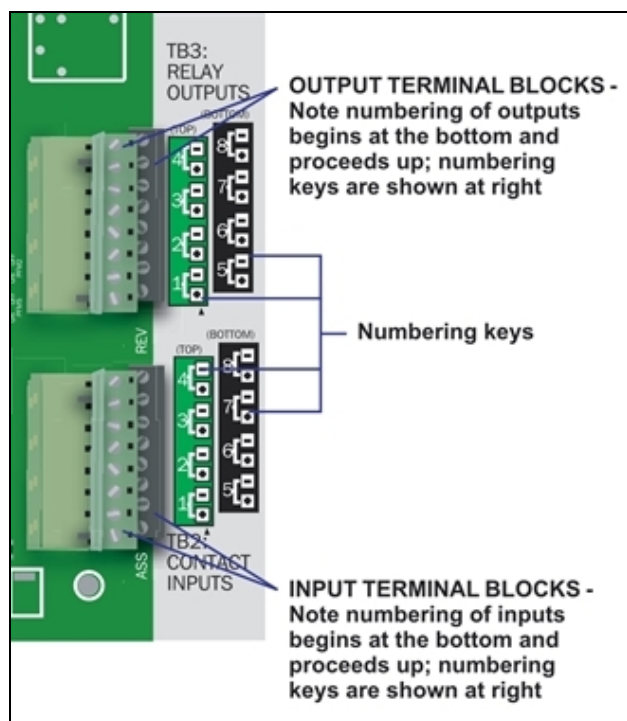 TB3:
RELAY
OUTPUTS
(TOP)
(BOTTOM)
4
3
2
1
8
7
6
5
OUTPUT TERMINAL BLOCKS -
Note numbering of outputs
begins at the bottom and
proceeds up; numbering
keys are shown at right
REV
Numbering keys
(TOP)
(BOTTOM)
4
3
2
1
8
7
6
5
ASS
TB2:
CONTACT
INPUTS
INPUT TERMINAL BLOCKS -
Note numbering of inputs
begins at the bottom and
proceeds up; numbering
keys are shown at right